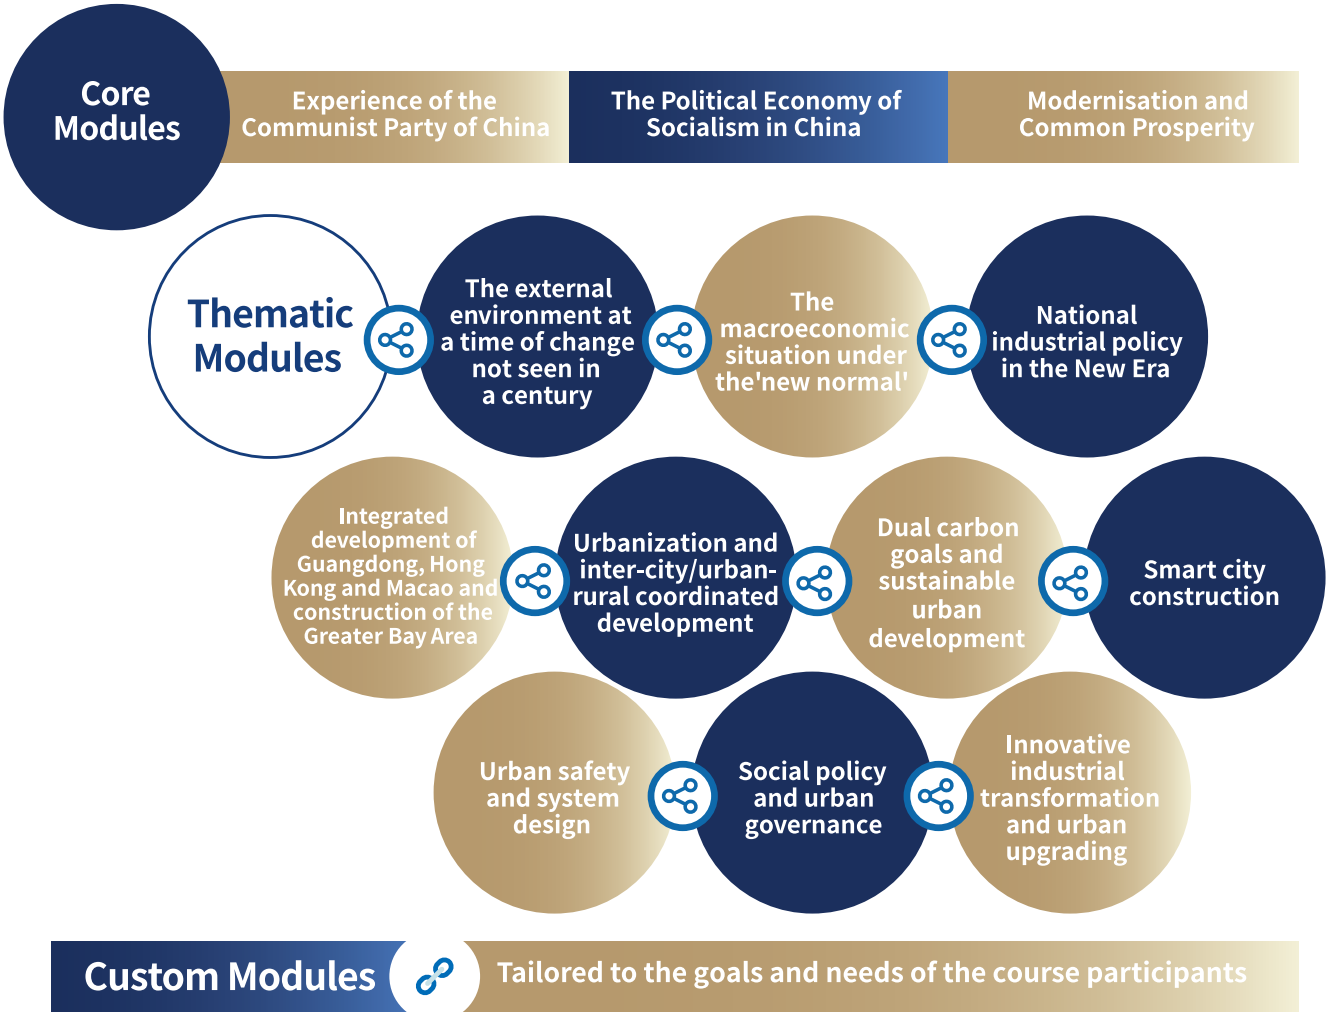 Core
Modules
Experience of the
Communist Party of China
The Political Economy of
Socialism in China
Modernisation and
Common Prosperity
Thematic
Modules
The external
environment at
a time of change
not seen in
a century
The
macroeconomic
situation under
the'new normal'
National
industrial policy
in the New Era
Integrated
development of
Guangdong, Hong
Kong and Macao and
construction of the
Greater Bay Area
Urbanization and
inter-city/urban-
rural coordinated
development
Dual carbon
goals and
sustainable
urban
development
Smart city
construction
Urban safety
and system
design
Social policy
and urban
governance
Innovative
industrial
transformation
and urban
upgrading
Custom Modules
Tailored to the goals and needs of the course participants